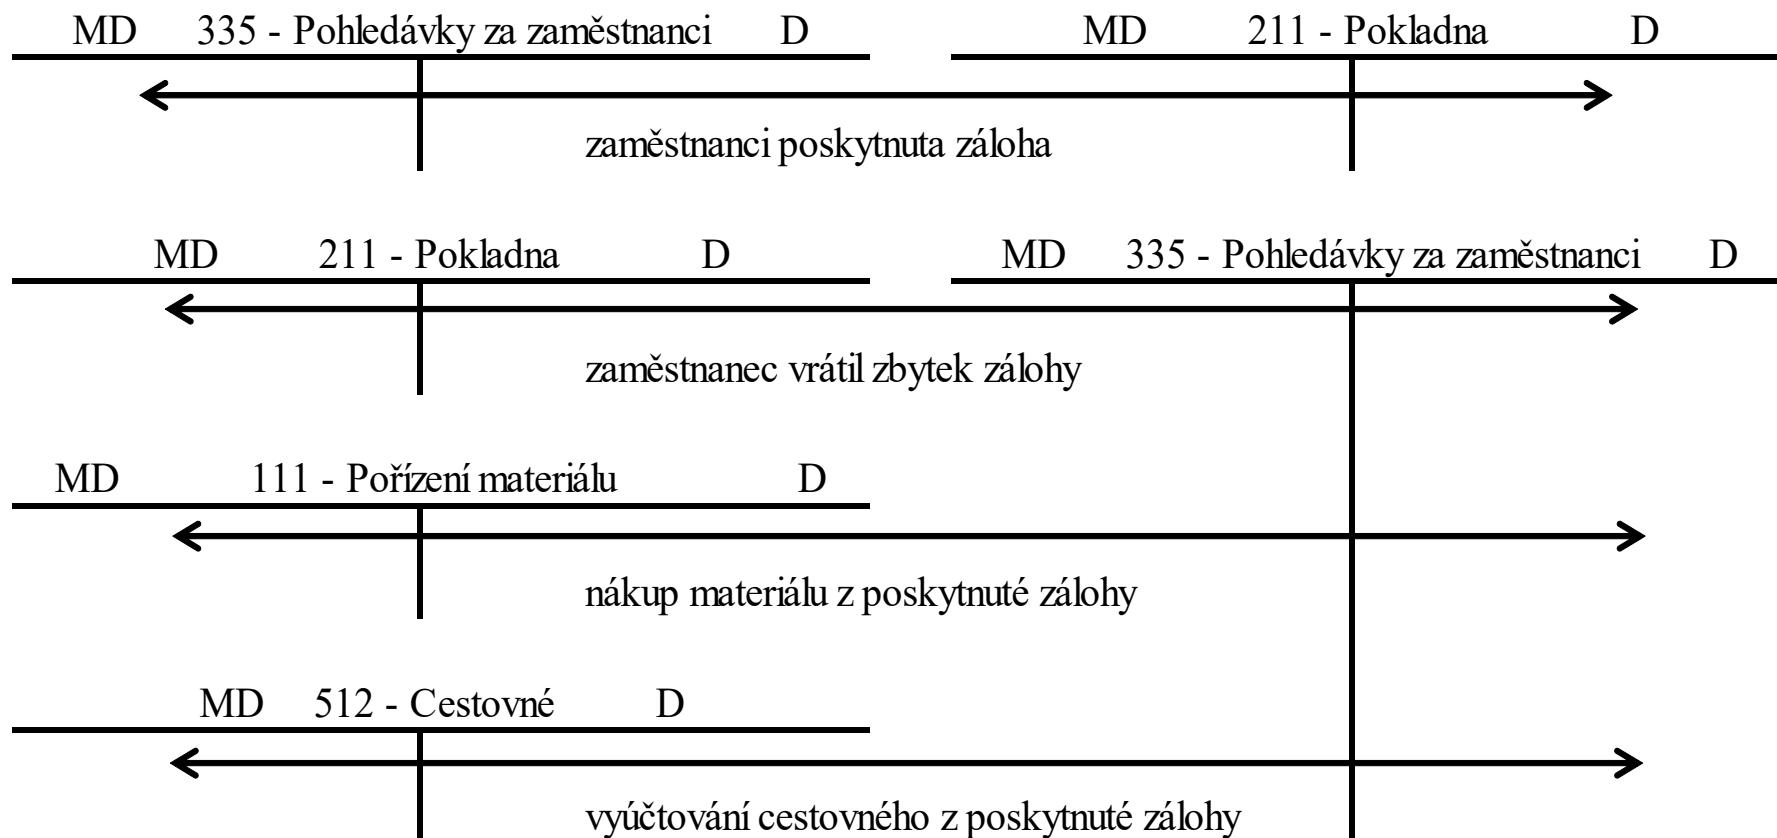 MD 335 - Pohledávky za zaměstnanci D MD 211 - Pokladna D
zaměstnanci poskytnuta záloha
MD 211 - Pokladna D MD 335 - Pohledávky za zaměstnanci D
zaměstnanec vrátil zbytek zálohy
MD 111 - Pořízení materiálu D
nákup materiálu z poskytnuté zálohy
MD 512 - Cestovné D
vyúčtování cestovného z poskytnuté zálohy